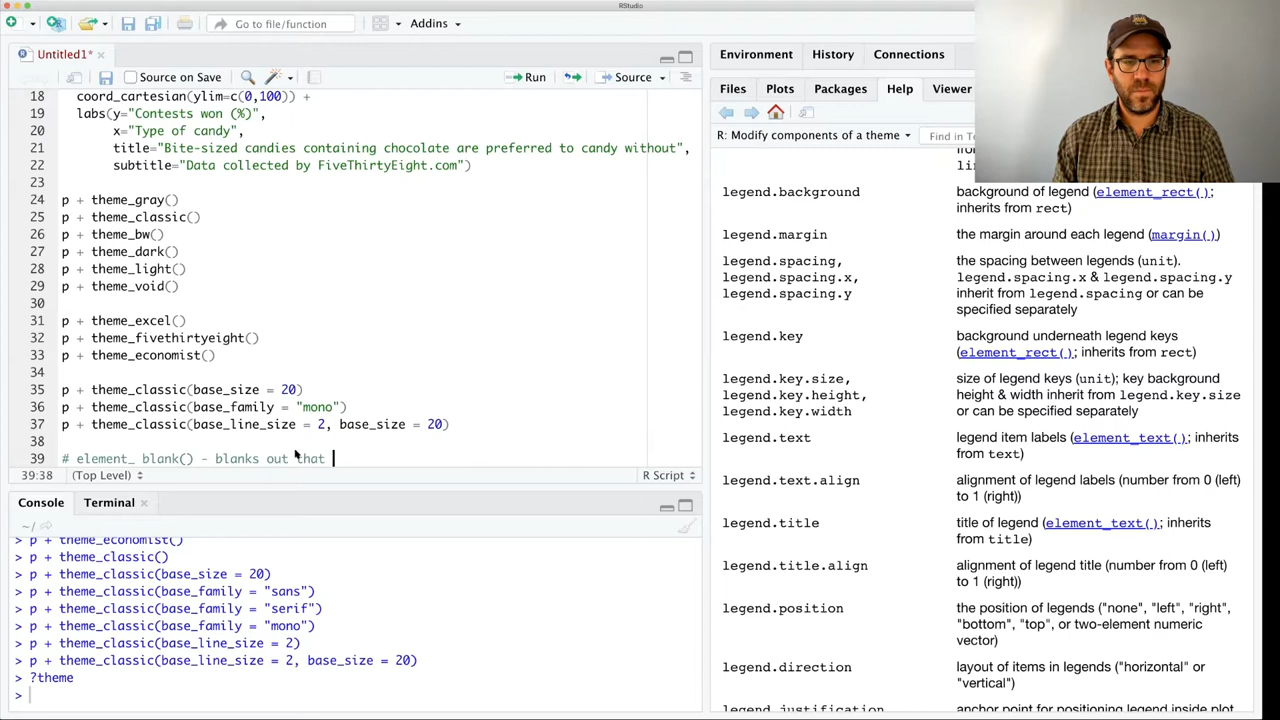 RStudio
Go to file/function
Addins
Untitled1*
Source on Save
Run
Source
18 coord_cartesian(ylim=c(0,100)) +
19 labs(y="Contests won (%)",
20 x="Type of candy",
21 title="Bite-sized candies containing chocolate are preferred to candy without",
22 subtitle="Data collected by FiveThirtyEight.com")
23
24 p + theme_gray()
25 p + theme_classic()
26 p + theme_bw()
27 p + theme_dark()
28 p + theme_light()
29 p + theme_void()
30
31 p + theme_excel()
32 p + theme_fivethirtyeight()
33 p + theme_economist()
34
35 p + theme_classic(base_size = 20)
36 p + theme_classic(base_family = "mono")
37 p + theme_classic(base_line_size = 2, base_size = 20)
38
39 # element_ blank() - blanks out that
39:38 (Top Level) R Script
Console Terminal
~/
> p + theme_economist()
> p + theme_classic()
> p + theme_classic(base_size = 20)
> p + theme_classic(base_family = "sans")
> p + theme_classic(base_family = "serif")
> p + theme_classic(base_family = "mono")
> p + theme_classic(base_line_size = 2)
> p + theme_classic(base_line_size = 2, base_size = 20)
> ?theme
>
Environment History Connections
Files Plots Packages Help Viewer
R: Modify components of a theme Find in
legend.background background of legend (element_rect();
inherits from rect)
legend.margin the margin around each legend (margin())
legend.spacing, the spacing between legends (unit).
legend.spacing.x, legend.spacing.x & legend.spacing.y
legend.spacing.y inherit from legend.spacing or can be
specified separately
legend.key background underneath legend keys
(element_rect(); inherits from rect)
legend.key.size, size of legend keys (unit); key background
legend.key.height, height & width inherit from legend.key.size
legend.key.width or can be specified separately
legend.text legend item labels (element_text(); inherits
from text)
legend.text.align alignment of legend labels (number from 0 (left)
to 1 (right))
legend.title title of legend (element_text(); inherits
from title)
legend.title.align alignment of legend title (number from 0 (left)
to 1 (right))
legend.position the position of legends ("none", "left", "right",
"bottom", "top", or two-element numeric
vector)
legend.direction layout of items in legends ("horizontal" or
"vertical")
legend.justification anchor point for positioning legend inside plot